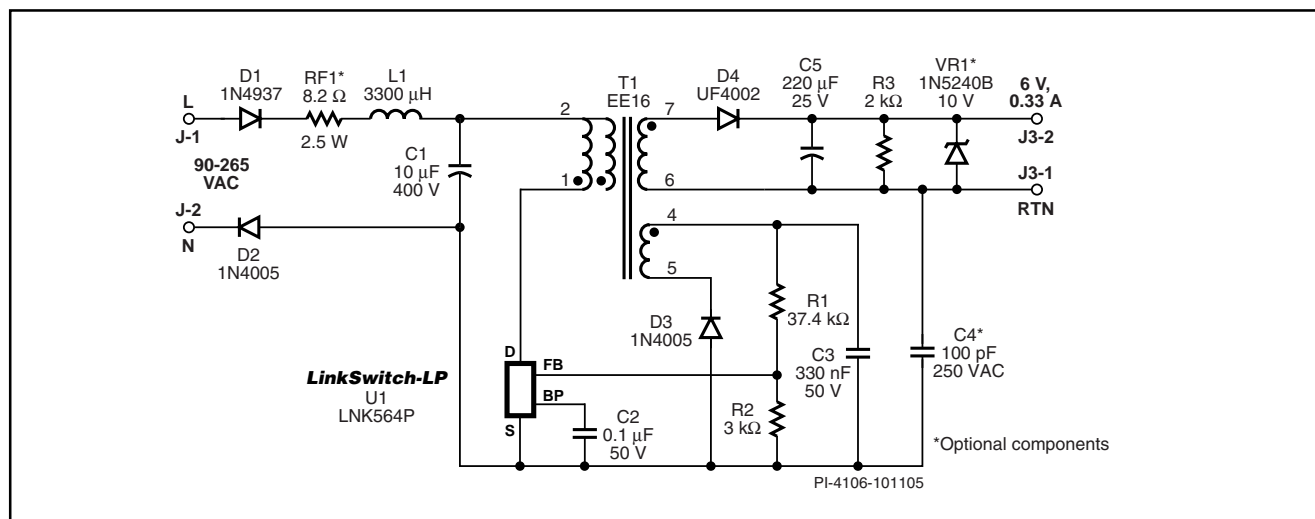 L
J-1
D1
1N4937
RF1*
8.2 Ω
2.5 W
L1
3300 µH
90-265
VAC
C1
10 µF
400 V
J-2
N
D2
1N4005
T1
EE16
2
1
7
6
4
5
D4
UF4002
C5
220 µF
25 V
R3
2 kΩ
VR1*
1N5240B
10 V
6 V,
0.33 A
J3-2
J3-1
RTN
D3
1N4005
R1
37.4 kΩ
C3
330 nF
50 V
R2
3 kΩ
C4*
100 pF
250 VAC
LinkSwitch-LP
U1
LNK564P
D
FB
BP
S
C2
0.1 µF
50 V
*Optional components
PI-4106-101105